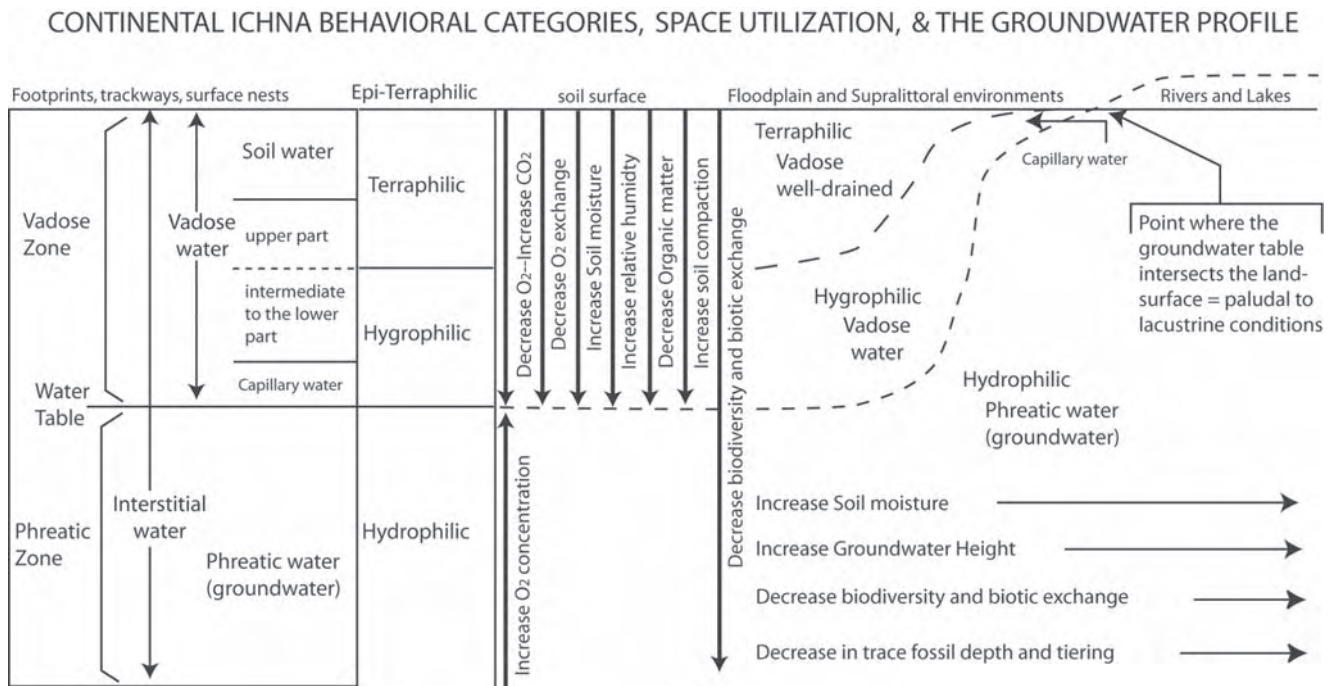 CONTINENTAL ICHNA BEHAVIORAL CATEGORIES, SPACE UTILIZATION, & THE GROUNDWATER PROFILE
Footprints, trackways, surface nests
Epi-Terraphilic
soil surface
Floodplain and Supralittoral environments
Rivers and Lakes
Vadose
Zone
Vadose
water
Soil water
upper part
intermediate
to the lower
part
Capillary water
Terraphilic
Hygrophilic
Water
Table
Phreatic
Zone
Interstitial
water
Phreatic water
(groundwater)
Hydrophilic
Decrease O2--Increase CO2
Decrease O2 exchange
Increase Soil moisture
Increase relative humidity
Decrease Organic matter
Increase soil compaction
Decrease biodiversity and biotic exchange
Increase O2 concentration
Terraphilic
Vadose
well-drained
Capillary water
Point where the
groundwater table
intersects the land-
surface = paludal to
lacustrine conditions
Hygrophilic
Vadose
water
Hydrophilic
Phreatic water
(groundwater)
Increase Soil moisture
Increase Groundwater Height
Decrease biodiversity and biotic exchange
Decrease in trace fossil depth and tiering